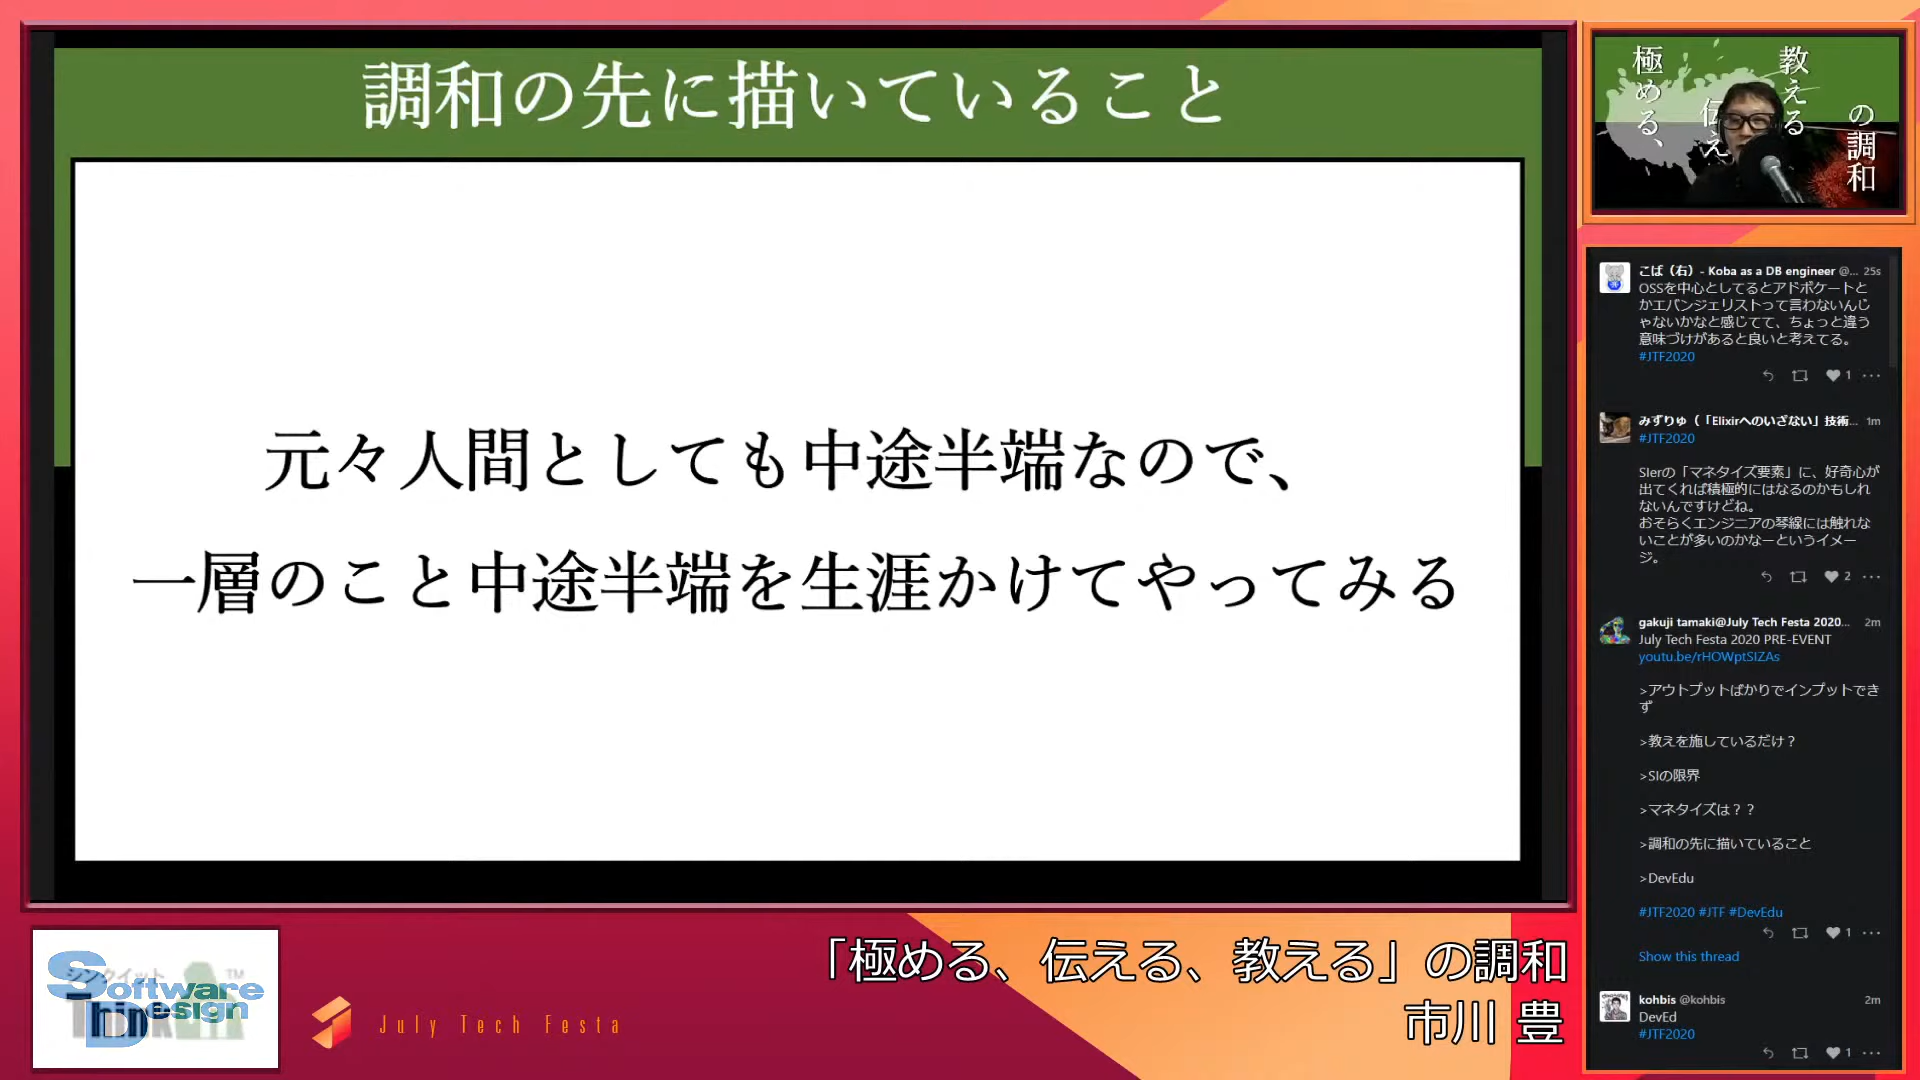 調和の先に描いていること
元々人間としても中途半端なので、
一層のこと中途半端を生涯かけてやってみる
極める、
伝え
教える
の調和
こば（右）- Koba as a DB engineer @... 25s
OSSを中心としてるとアドボケートと
かエバンジェリストって言わないんじ
ゃないかなと感じてて、ちょっと違う
意味づけがあると良いと考えてる。
#JTF2020
1
みずりゅ（「Elixirへのいざない」技術... 1m
#JTF2020
SIerの「マネタイズ要素」に、好奇心が
出てくれば積極的にはなるのかもしれ
ないんですけどね。
おそらくエンジニアの琴線には触れな
いことが多いのかなーというイメー
ジ。
2
gakuji tamaki@July Tech Festa 2020... 2m
July Tech Festa 2020 PRE-EVENT
youtu.be/rHOWptSIZAs
>アウトプットばかりでインプットでき
ず
>教えを施しているだけ？
>SIの限界
>マネタイズは？？
>調和の先に描いていること
>DevEdu
#JTF2020 #JTF #DevEdu
1
Show this thread
kohbis @kohbis 2m
DevEd
#JTF2020
1
「極める、伝える、教える」の調和
市川 豊
シンクイット
Software
Design
Think
July Tech Festa